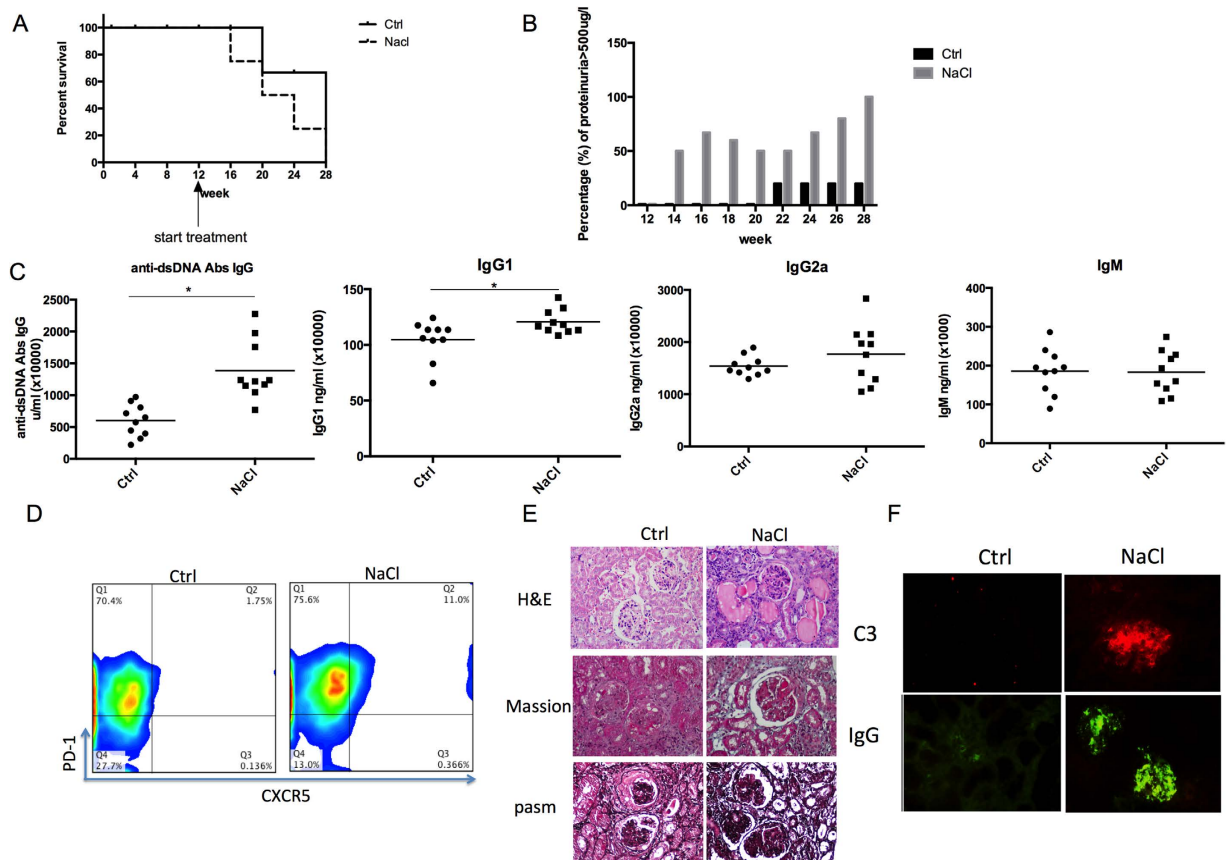 A
Ctrl
Nacl
Percent survival
100
80
60
40
20
0
0 4 8 12 16 20 24 28
week
start treatment
B
Ctrl
NaCl
Percentage (%) of proteinuria>500ug/l
150
100
50
0
12 14 16 18 20 22 24 26 28
week
C
anti-dsDNA Abs IgG
*
anti-dsDNA Abs IgG
u/ml (x10000)
2500
2000
1500
1000
500
0
Ctrl NaCl
IgG1
*
IgG1 ng/ml (x10000)
150
100
50
0
Ctrl NaCl
IgG2a
IgG2a ng/ml (x10000)
3000
2000
1000
0
Ctrl NaCl
IgM
IgM ng/ml (x1000)
400
300
200
100
0
Ctrl NaCl
D
Ctrl
Q1
70.4%
Q2
1.75%
Q4
27.7%
Q3
0.136%
NaCl
Q1
75.6%
Q2
11.0%
Q4
13.0%
Q3
0.366%
PD-1
CXCR5
E
Ctrl NaCl
H&E
Massion
pasm
F
Ctrl NaCl
C3
IgG